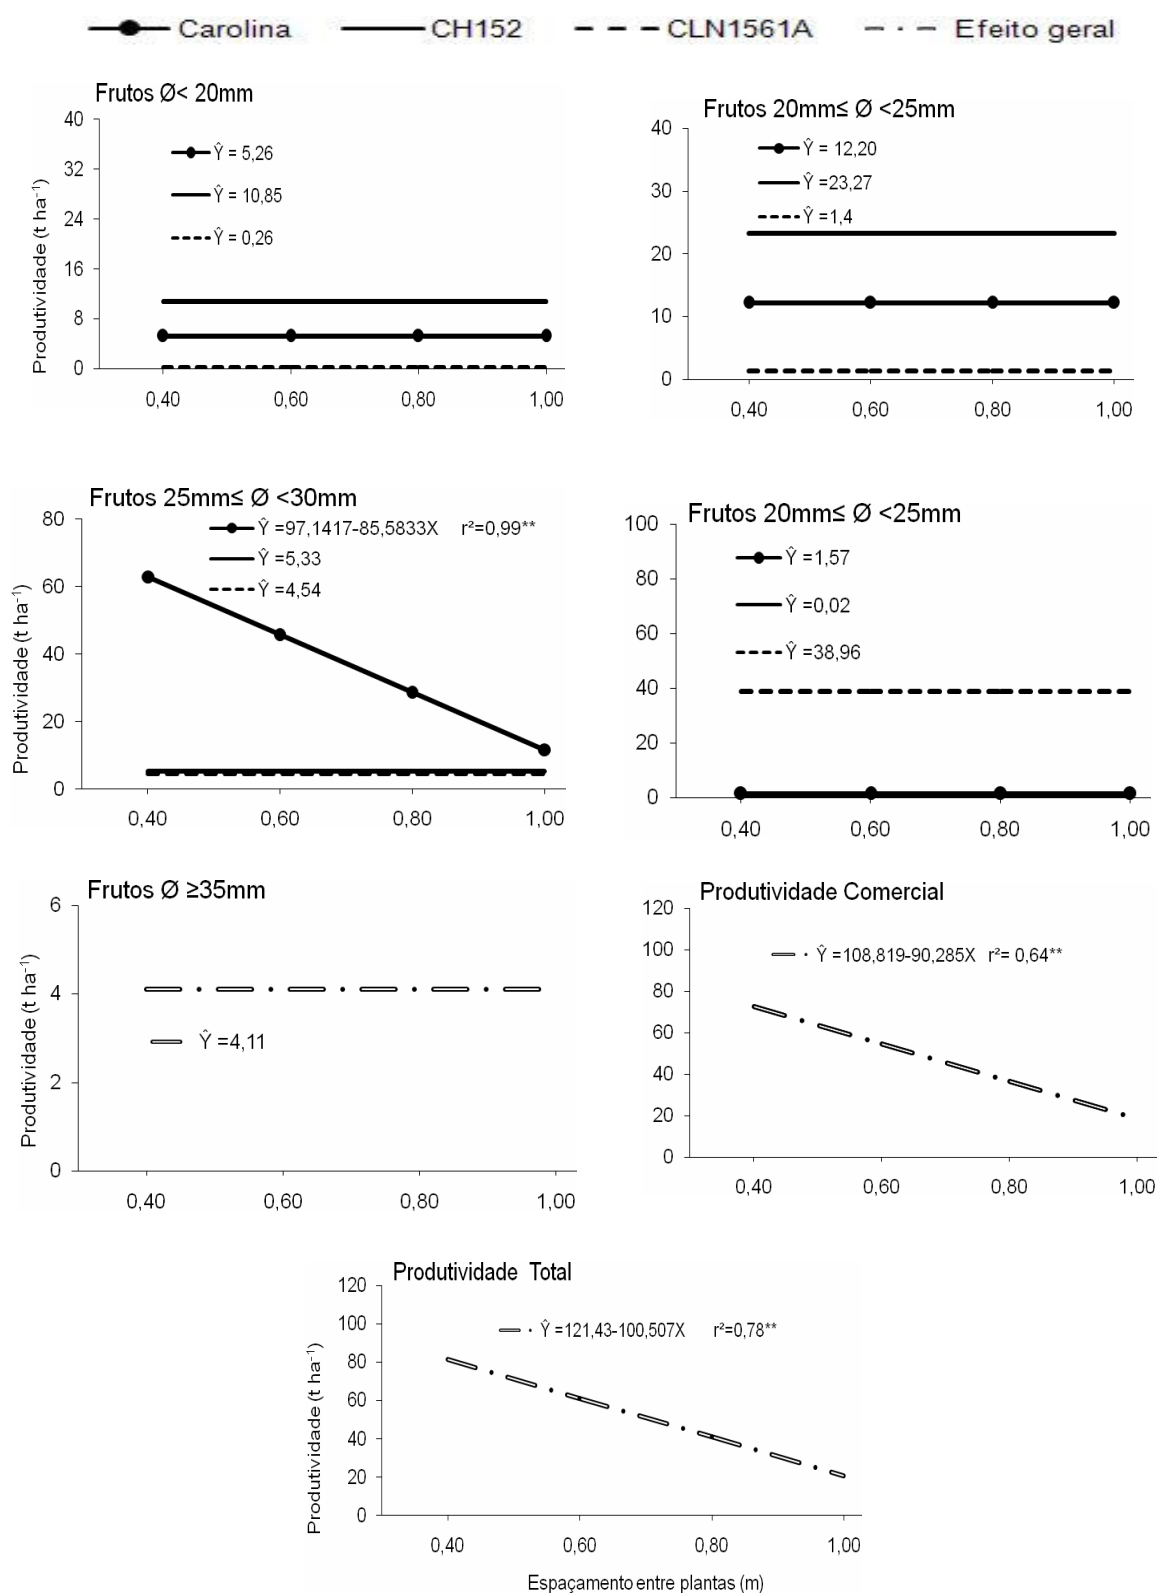 Carolina CH152 CLN1561A Efeito geral
Frutos Ø< 20mm
Produtividade (t ha⁻¹)
40
32
24
16
8
0
Ŷ = 5,26
Ŷ = 10,85
Ŷ = 0,26
0,40 0,60 0,80 1,00
Frutos 20mm≤ Ø <25mm
40
30
20
10
0
Ŷ = 12,20
Ŷ =23,27
Ŷ =1,4
0,40 0,60 0,80 1,00
Frutos 25mm≤ Ø <30mm
Produtividade (t ha⁻¹)
80
60
40
20
0
Ŷ =97,1417-85,5833X r²=0,99**
Ŷ =5,33
Ŷ =4,54
0,40 0,60 0,80 1,00
Frutos 20mm≤ Ø <25mm
100
80
60
40
20
0
Ŷ =1,57
Ŷ =0,02
Ŷ =38,96
0,40 0,60 0,80 1,00
Frutos Ø ≥35mm
Produtividade (t ha⁻¹)
6
4
2
0
Ŷ =4,11
0,40 0,60 0,80 1,00
Produtividade Comercial
120
100
80
60
40
20
0
Ŷ =108,819-90,285X r²= 0,64**
0,40 0,60 0,80 1,00
Produtividade Total
Produtividade (t ha⁻¹)
120
100
80
60
40
20
0
Ŷ =121,43-100,507X r²=0,78**
0,40 0,60 0,80 1,00
Espaçamento entre plantas (m)